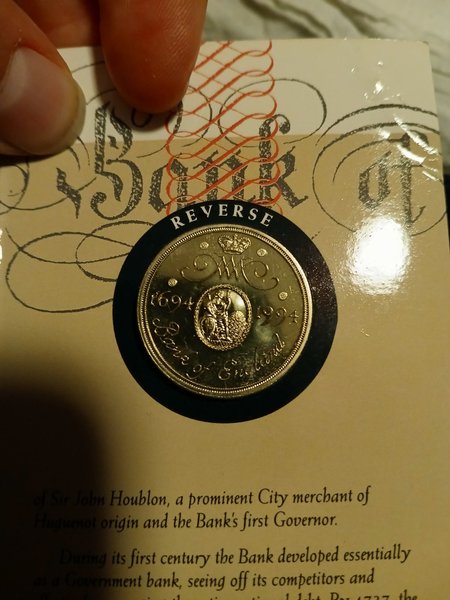 Bank of
REVERSE
1694 1994
Bank of England
of Sir John Houblon, a prominent City merchant of
Huguenot origin and the Bank's first Governor.
During its first century the Bank developed essentially
as a Government bank, seeing off its competitors and